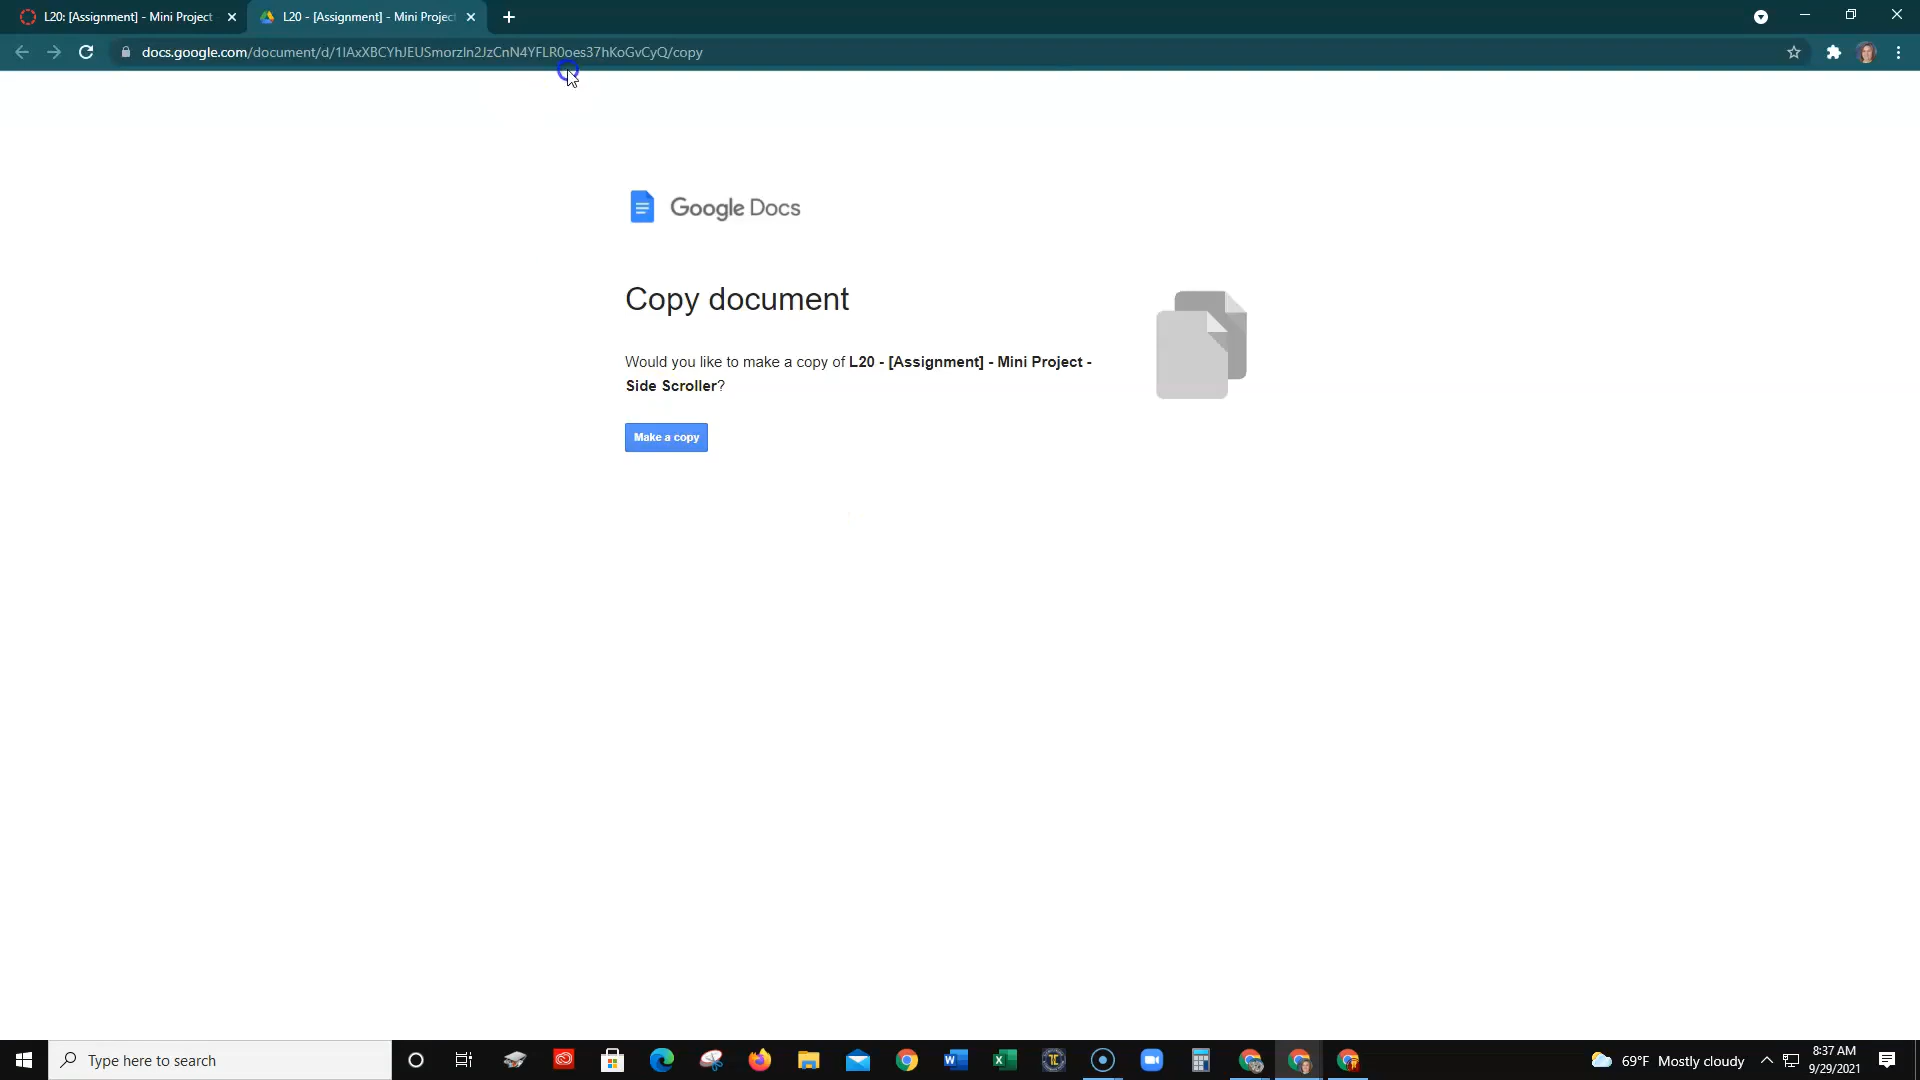 L20: [Assignment] - Mini Project
L20 - [Assignment] - Mini Project
docs.google.com/document/d/1IAxXBCYhJEUSmorzln2JzCnN4YFLR0oes37hKoGvCyQ/copy
Google Docs
Copy document
Would you like to make a copy of L20 - [Assignment] - Mini Project -
Side Scroller?
Make a copy
Type here to search
69°F Mostly cloudy
8:37 AM
9/29/2021